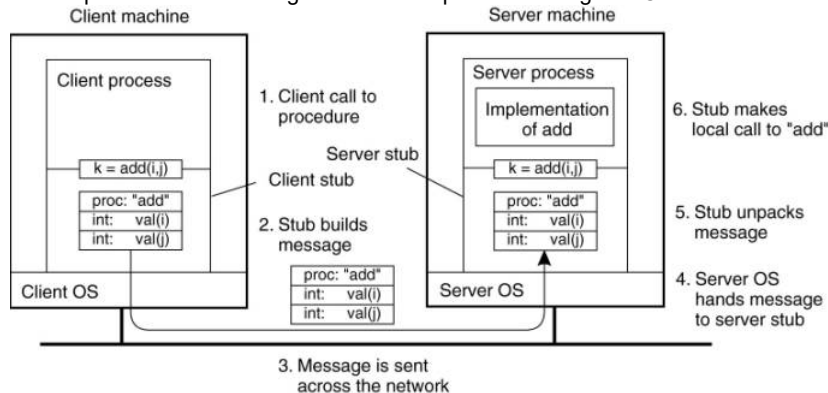 Client machine
Server machine
Client process
Server process
1. Client call to
procedure
Implementation
of add
6. Stub makes
local call to "add"
Server stub
k = add(i,j)
k = add(i,j)
Client stub
proc: "add"
int: val(i)
int: val(j)
proc: "add"
int: val(i)
int: val(j)
2. Stub builds
message
5. Stub unpacks
message
proc: "add"
int: val(i)
int: val(j)
Client OS
Server OS
4. Server OS
hands message
to server stub
3. Message is sent
across the network